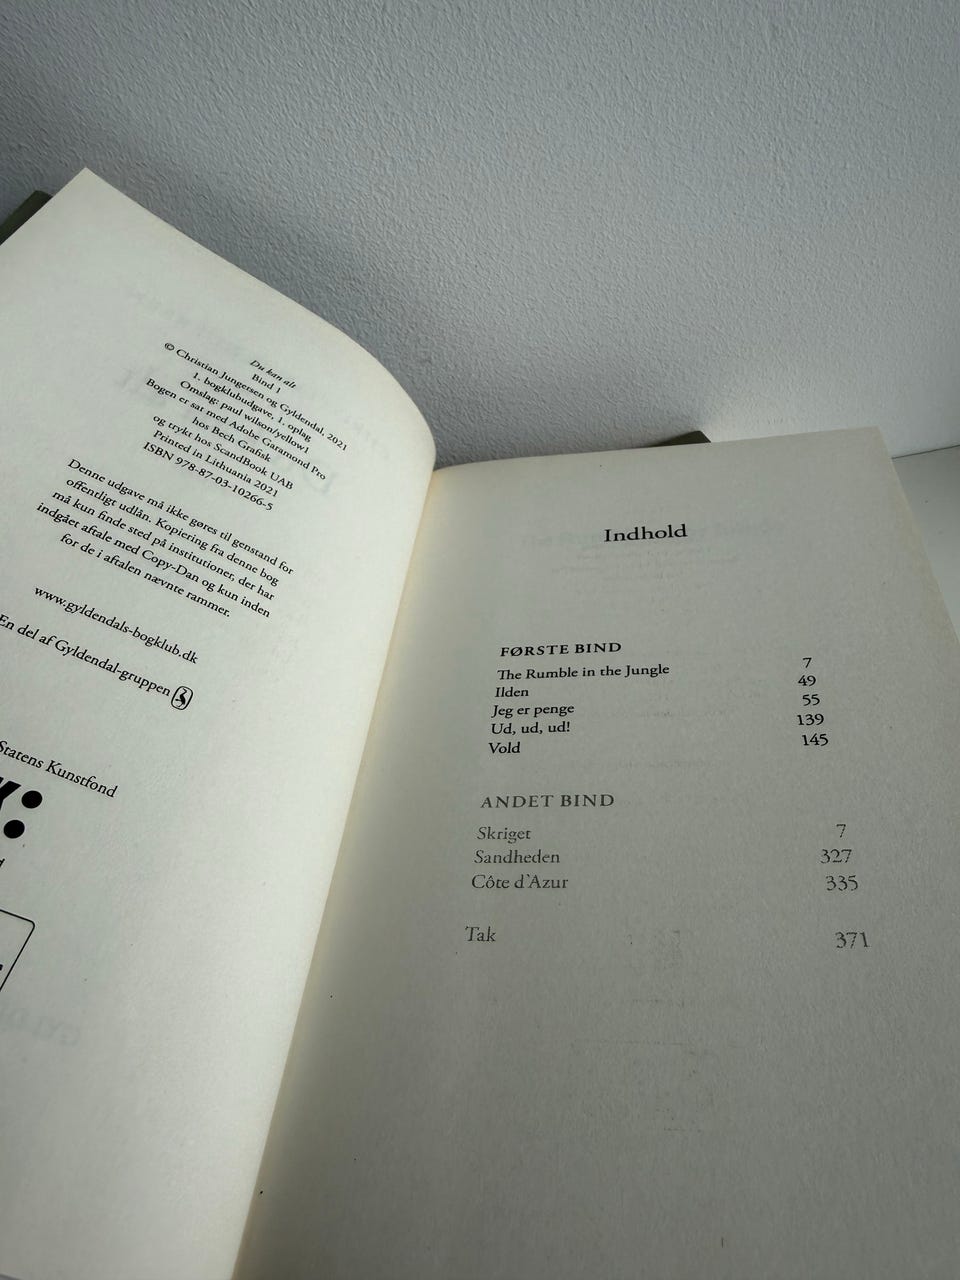 Du kan alt
Bind 1
© Christian Jungersen og Gyldendal, 2021
1. bogklubudgave, 1. oplag
Omslag: paul wilson/yellow1
Bogen er sat med Adobe Garamond Pro
hos Bech Grafisk
og trykt hos ScandBook UAB
Printed in Lithuania 2021
ISBN 978-87-03-10266-5
Denne udgave må ikke gøres til genstand for
offentligt udlån. Kopiering fra denne bog
må kun finde sted på institutioner, der har
indgået aftale med Copy-Dan og kun inden
for de i aftalen nævnte rammer.
www.gyldendals-bogklub.dk
En del af Gyldendal-gruppen
Statens Kunstfond
Indhold
FØRSTE BIND
The Rumble in the Jungle 7
Ilden 49
Jeg er penge 55
Ud, ud, ud! 139
Vold 145
ANDET BIND
Skriget 7
Sandheden 327
Côte d'Azur 335
Tak 371